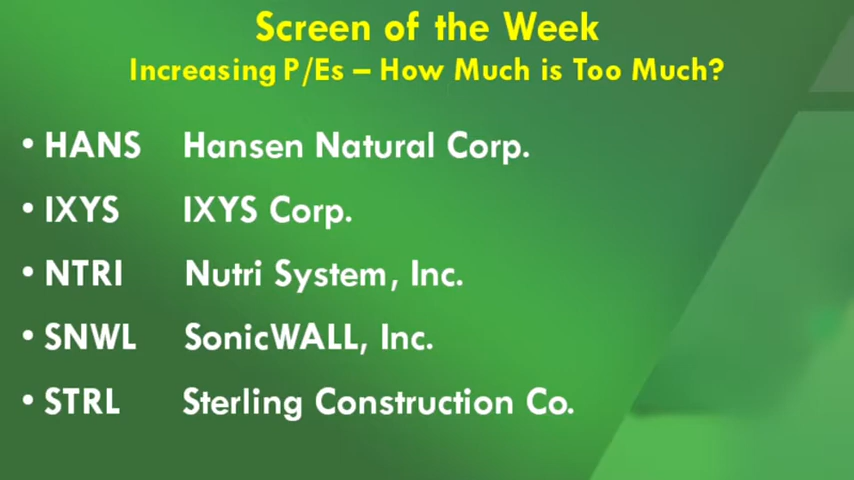 Screen of the Week
Increasing P/Es – How Much is Too Much?
• HANS Hansen Natural Corp.
• IXYS IXYS Corp.
• NTRI Nutri System, Inc.
• SNWL SonicWALL, Inc.
• STRL Sterling Construction Co.